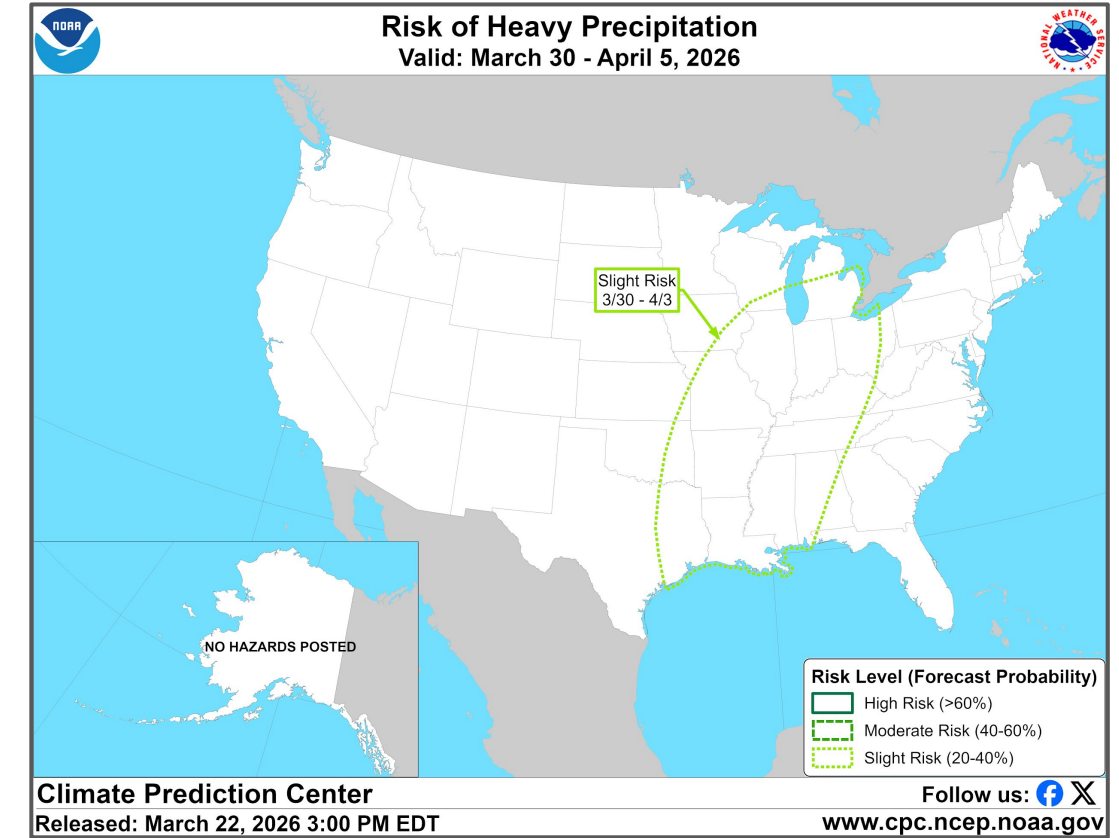 NOAA
Risk of Heavy Precipitation
Valid: March 30 - April 5, 2026
NATIONAL WEATHER SERVICE
Slight Risk
3/30 - 4/3
NO HAZARDS POSTED
Risk Level (Forecast Probability)
High Risk (>60%)
Moderate Risk (40-60%)
Slight Risk (20-40%)
Climate Prediction Center
Follow us:
Released: March 22, 2026 3:00 PM EDT
www.cpc.ncep.noaa.gov